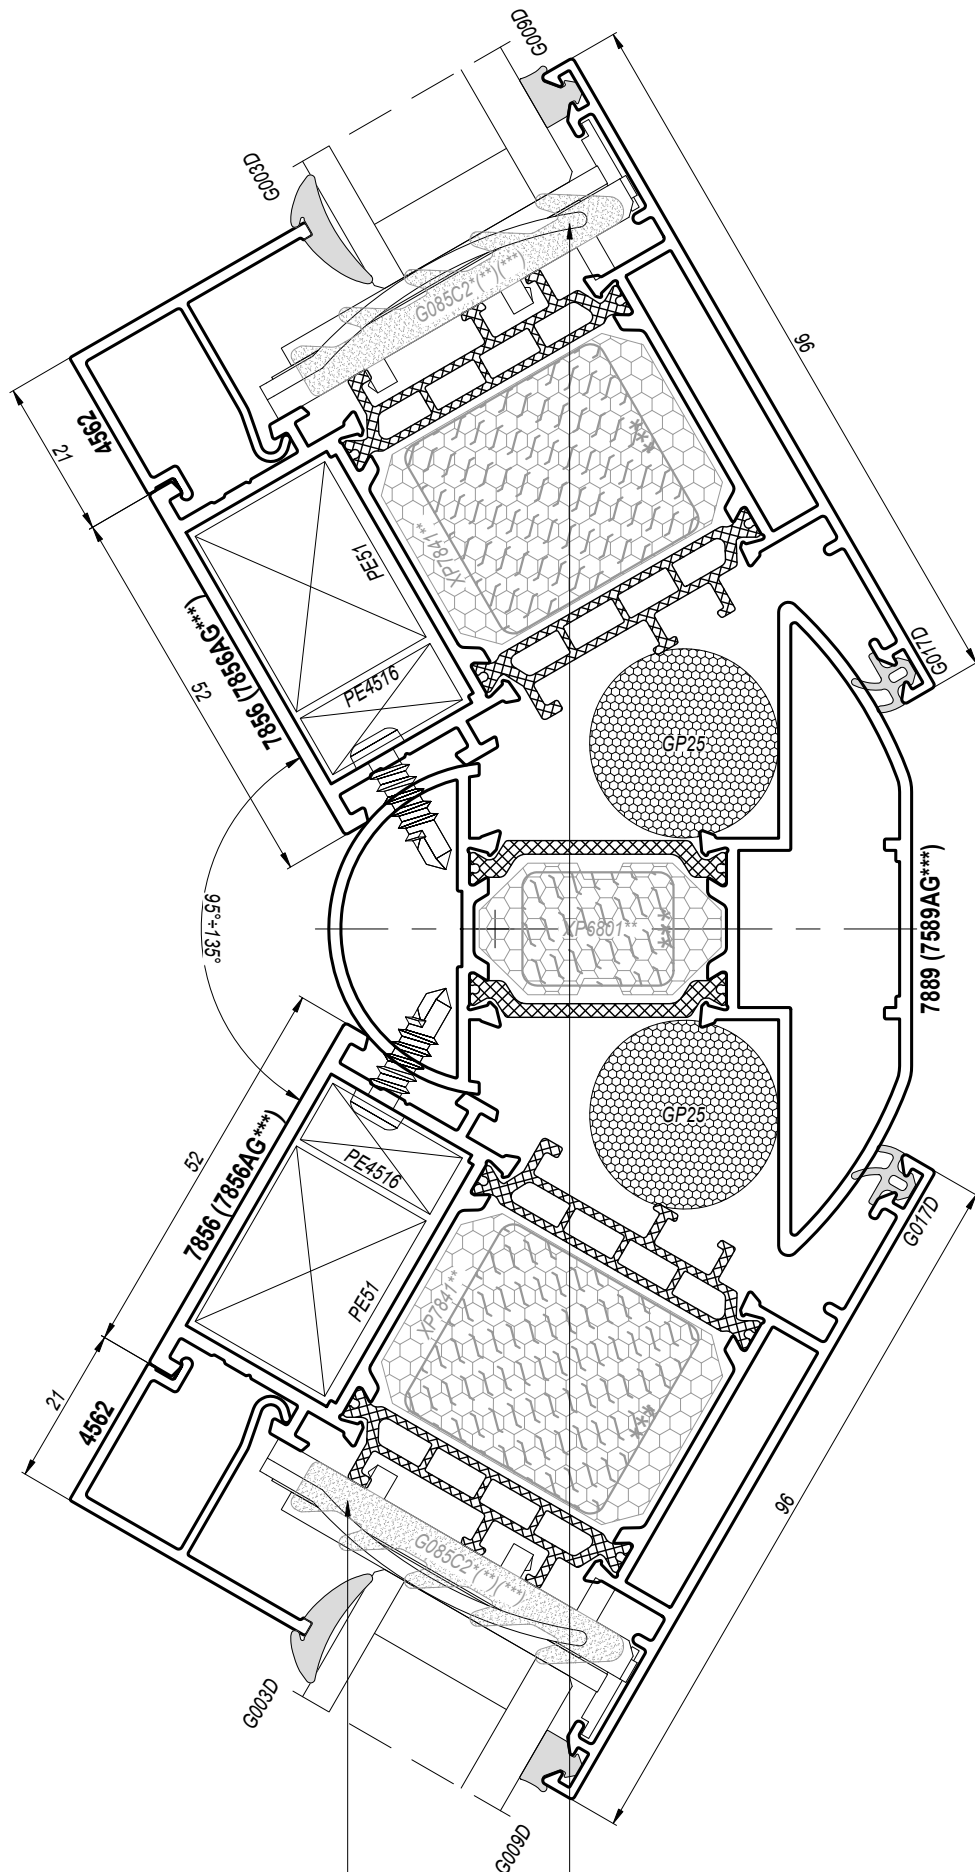 G009D
G003D
G085C2*(**)(***)
96
4562
21
XP7841**
***
PE51
7856 (7856AG***)
52
PE4516
G017D
GP25
95°÷135°
XP6801**
***
7889 (7589AG***)
GP25
52
7856 (7856AG***)
PE4516
G017D
PE51
XP7841**
***
21
4562
96
G085C2*(**)(***)
G003D
G009D